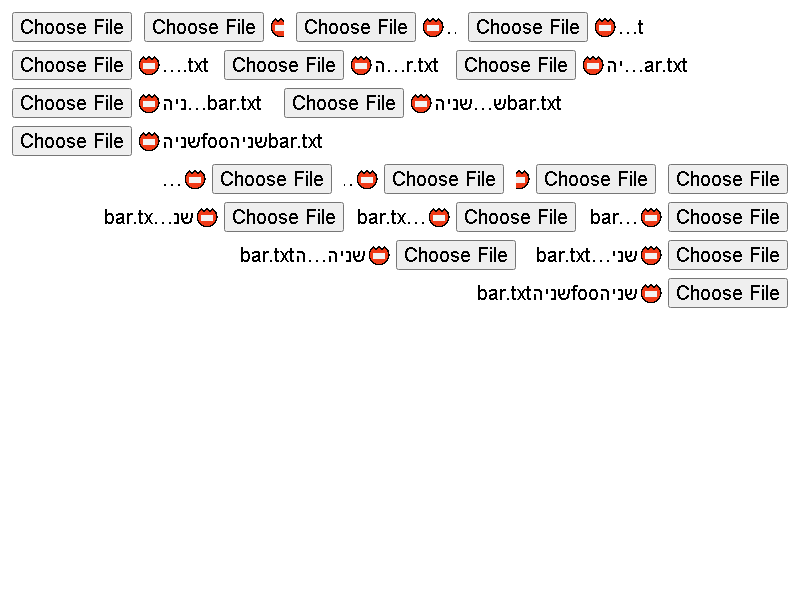 Choose File Choose File Choose File .. Choose File …t
Choose File ….txt Choose File ה…r.txt Choose File יה…ar.txt
Choose File ניה…bar.txt Choose File שניה…שbar.txt
Choose File שניהfooשניהbar.txt
… Choose File .. Choose File Choose File Choose File
bar.tx…שנ Choose File bar.tx… Choose File bar… Choose File
bar.txtשניה…ה Choose File bar.txt…שני Choose File
bar.txtשניהfooשניה Choose File